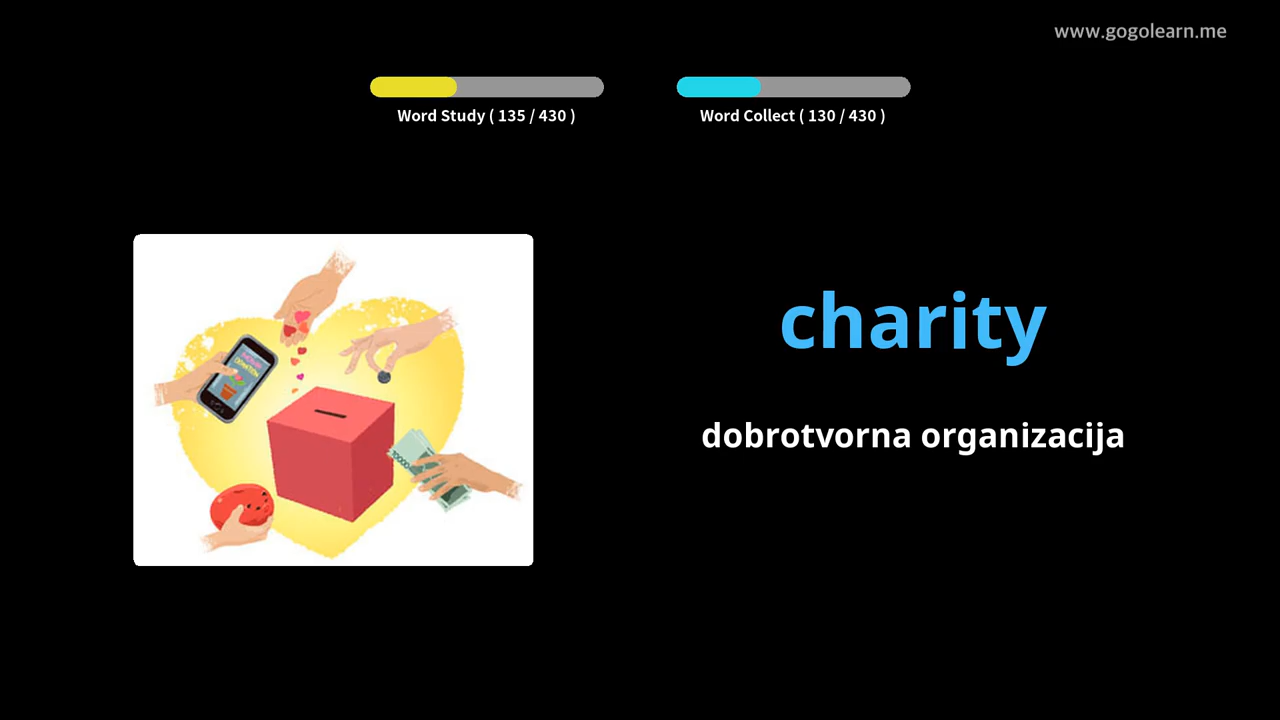 www.gogolearn.me
Word Study ( 135 / 430 )
Word Collect ( 130 / 430 )
charity
dobrotvorna organizacija